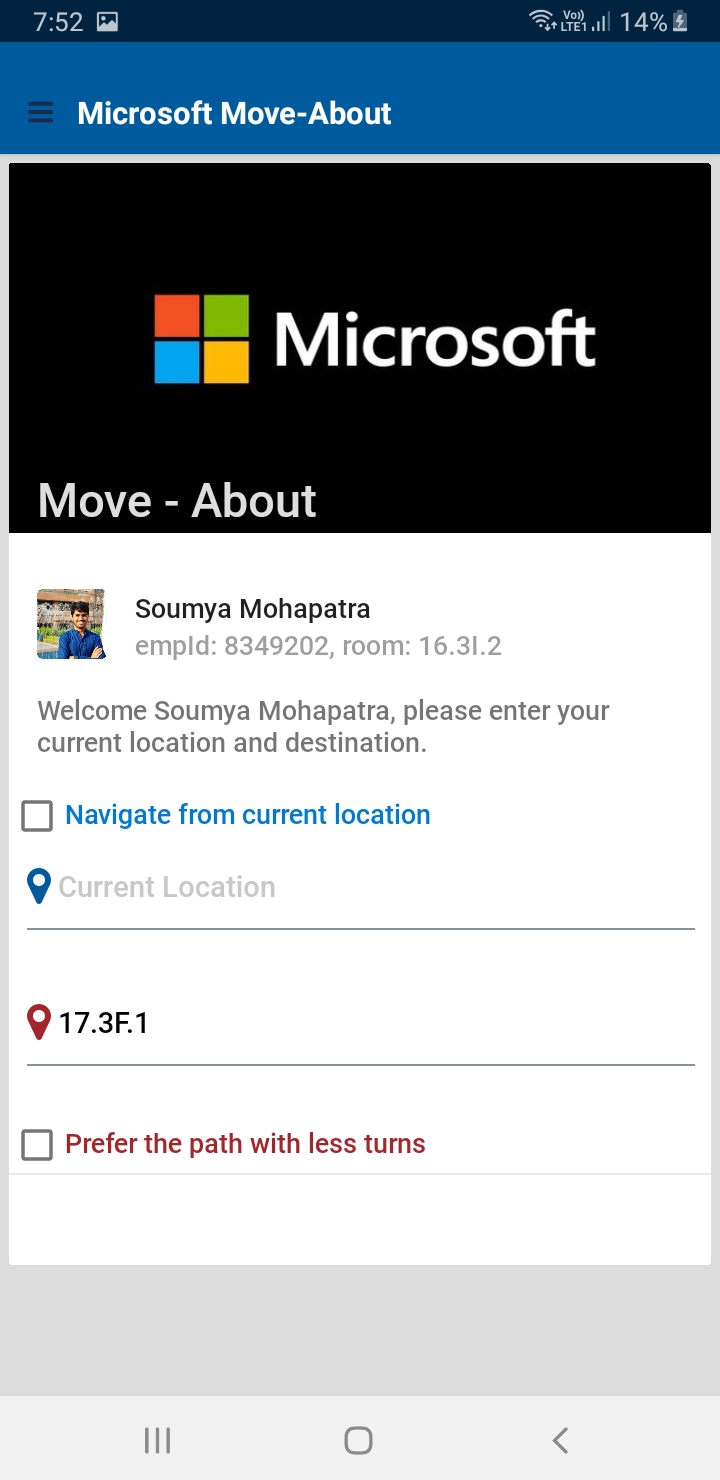 7:52
Vo))
LTE1
14%
Microsoft Move-About
Microsoft
Move - About
Soumya Mohapatra
empId: 8349202, room: 16.3I.2
Welcome Soumya Mohapatra, please enter your
current location and destination.
Navigate from current location
Current Location
17.3F.1
Prefer the path with less turns